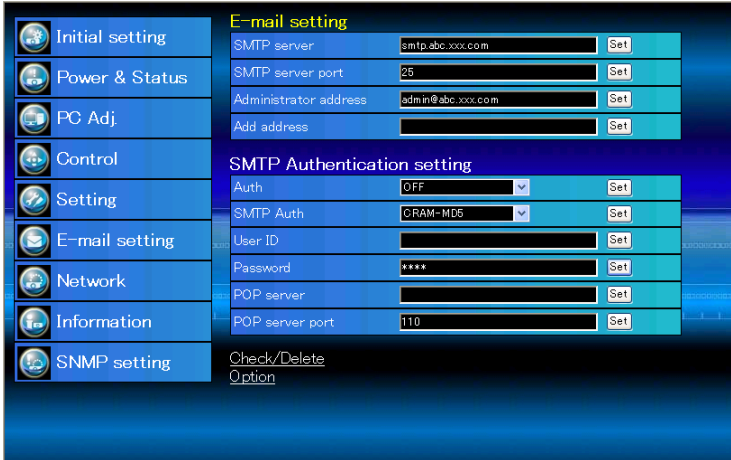 Initial setting
Power & Status
PC Adj.
Control
Setting
E-mail setting
Network
Information
SNMP setting
E-mail setting
SMTP server smtp.abc.xxx.com Set
SMTP server port 25 Set
Administrator address admin@abc.xxx.com Set
Add address Set
SMTP Authentication setting
Auth OFF Set
SMTP Auth CRAM-MD5 Set
User ID Set
Password **** Set
POP server Set
POP server port 110 Set
Check/Delete
Option